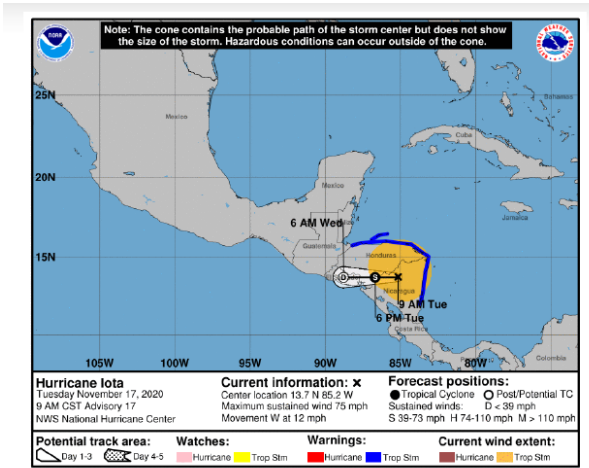 Note: The cone contains the probable path of the storm center but does not show
the size of the storm. Hazardous conditions can occur outside of the cone.
NOAA
25N
Bahamas
Mexico
Cuba
20N
Mexico
Jamaica
6 AM Wed
Guatemala
15N
Honduras
D
S
Nicaragua
9 AM Tue
6 PM Tue
Costa Rica
Colombia
105W 100W 95W 90W 85W 80W 75W
Hurricane Iota
Tuesday November 17, 2020
9 AM CST Advisory 17
NWS National Hurricane Center
Current information: x
Center location 13.7 N 85.2 W
Maximum sustained wind 75 mph
Movement W at 12 mph
Forecast positions:
Tropical Cyclone Post/Potential TC
Sustained winds: D < 39 mph
S 39-73 mph H 74-110 mph M > 110 mph
Potential track area:
Day 1-3 Day 4-5
Watches:
Hurricane Trop Stm
Warnings:
Hurricane Trop Stm
Current wind extent:
Hurricane Trop Stm